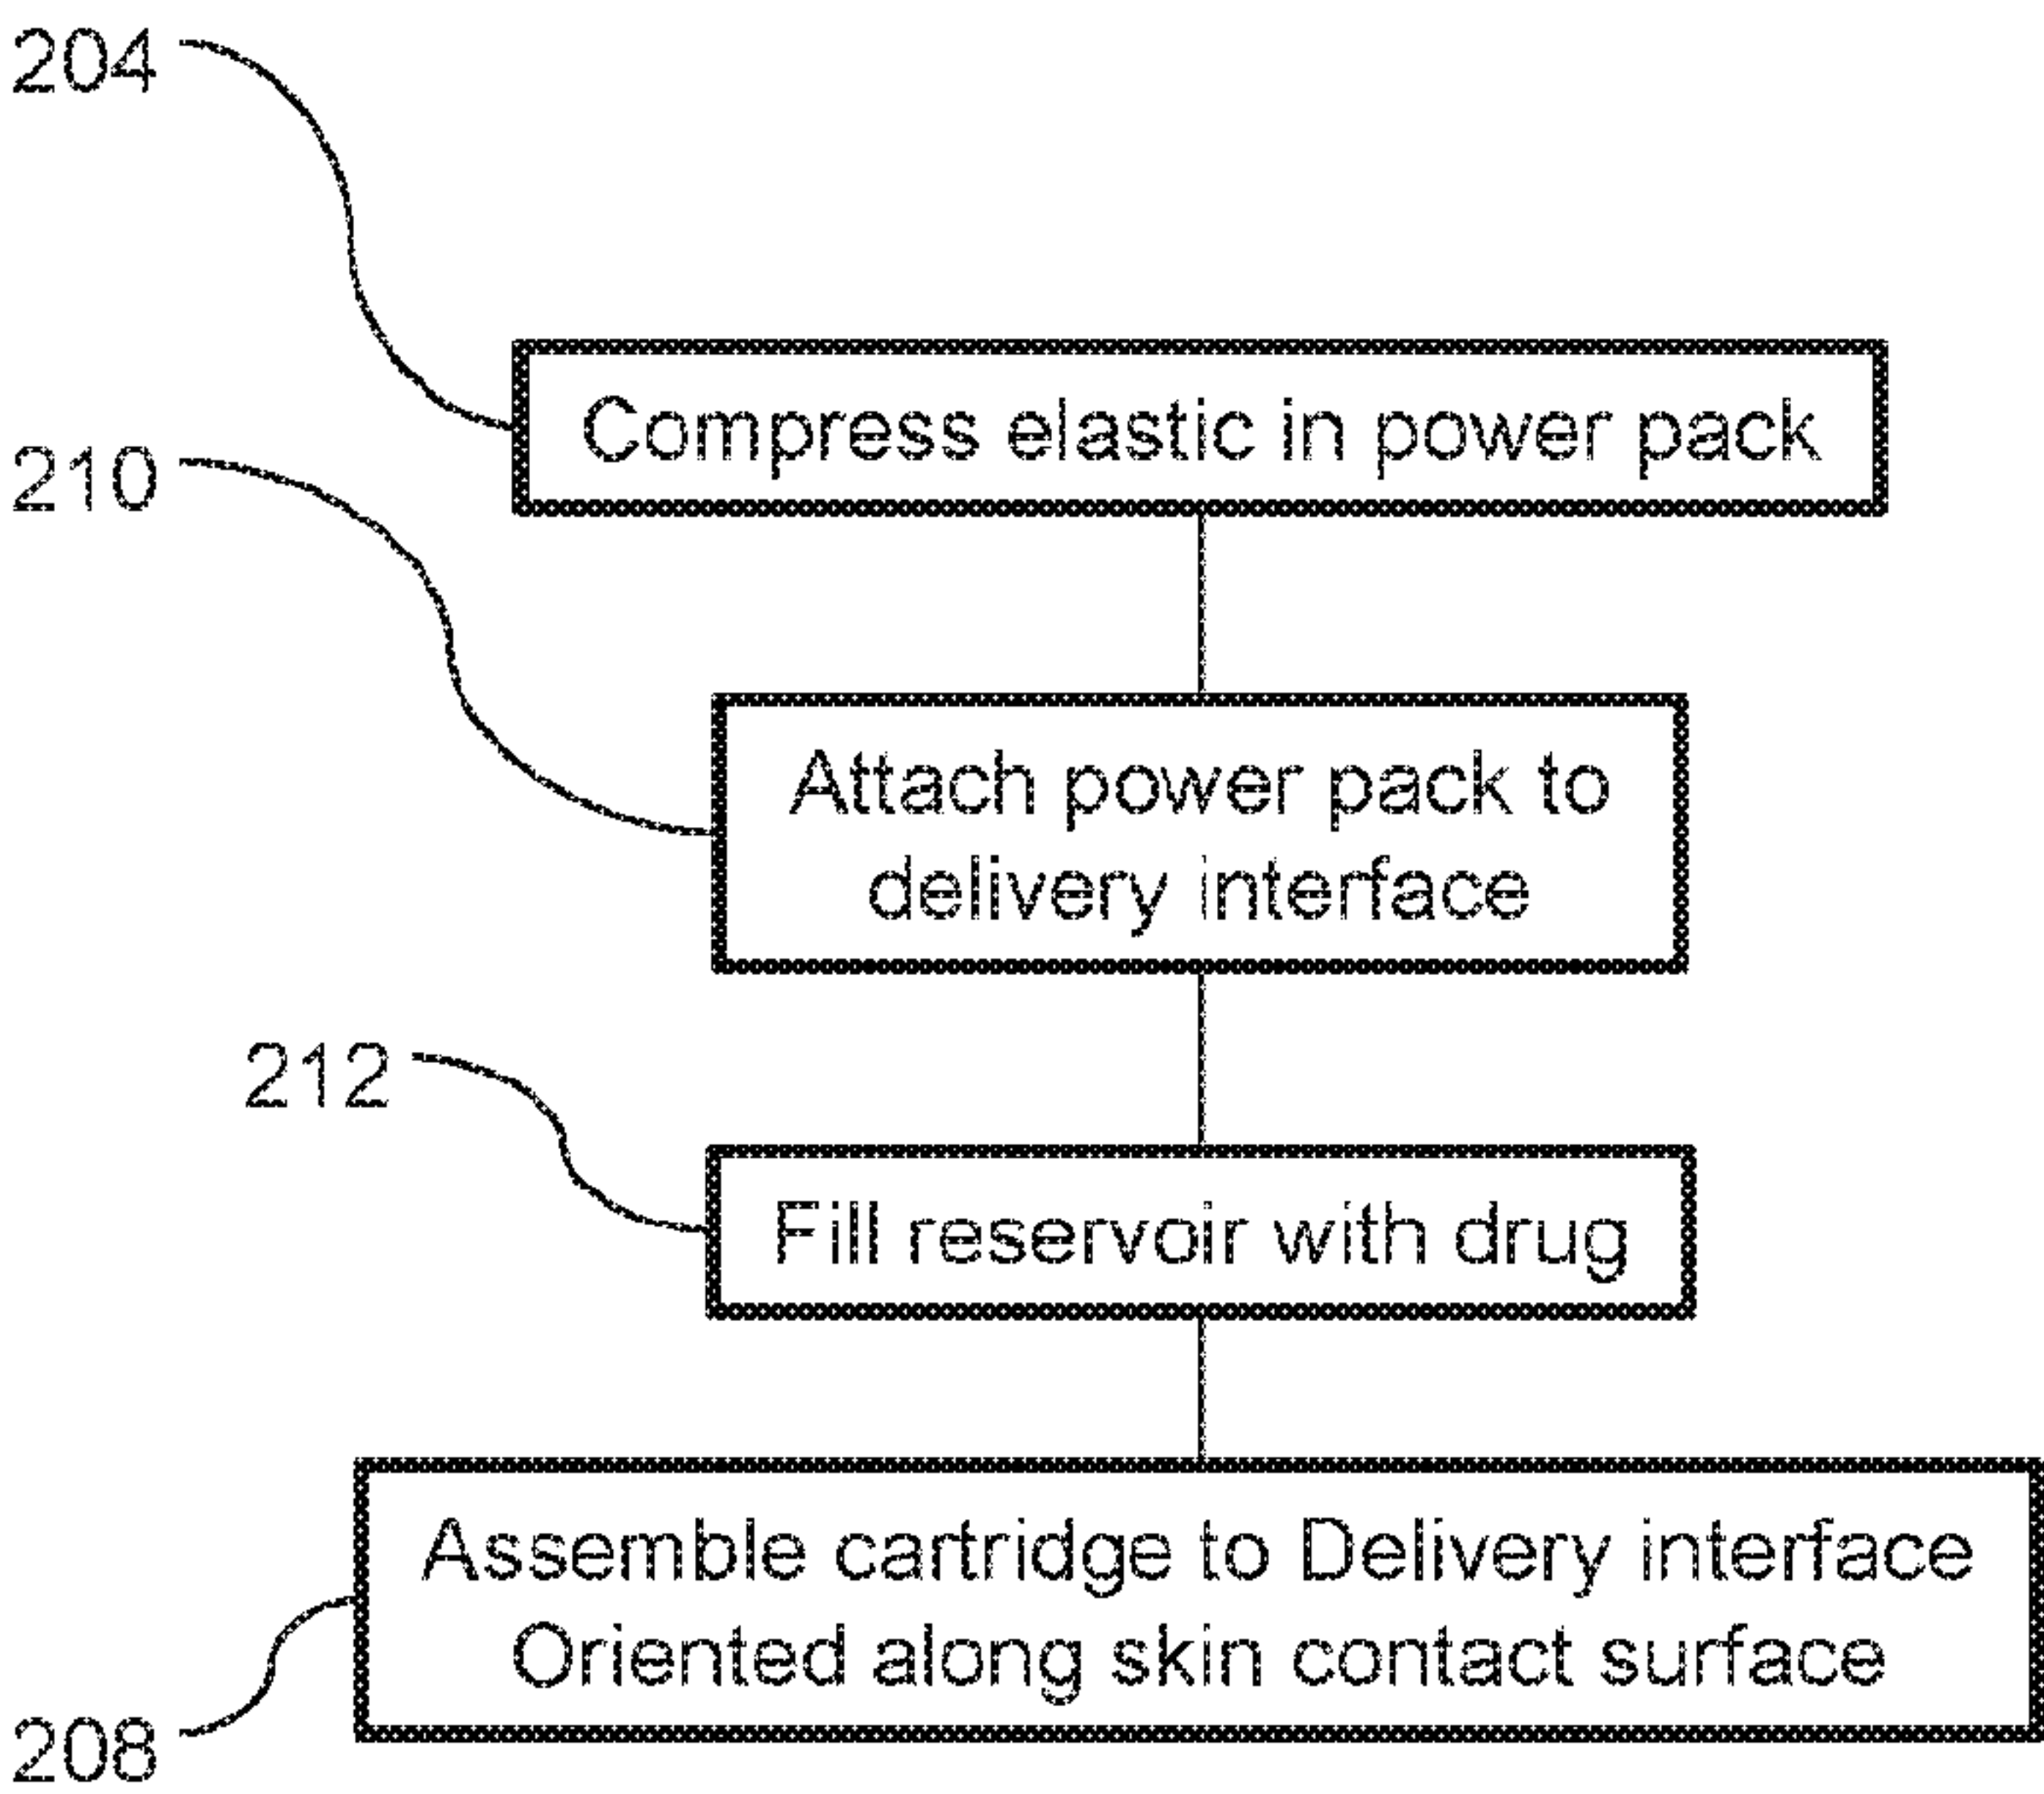 204
Compress elastic in power pack
210
Attach power pack to
delivery interface
212
Fill reservoir with drug
Assemble cartridge to Delivery interface
Oriented along skin contact surface
208